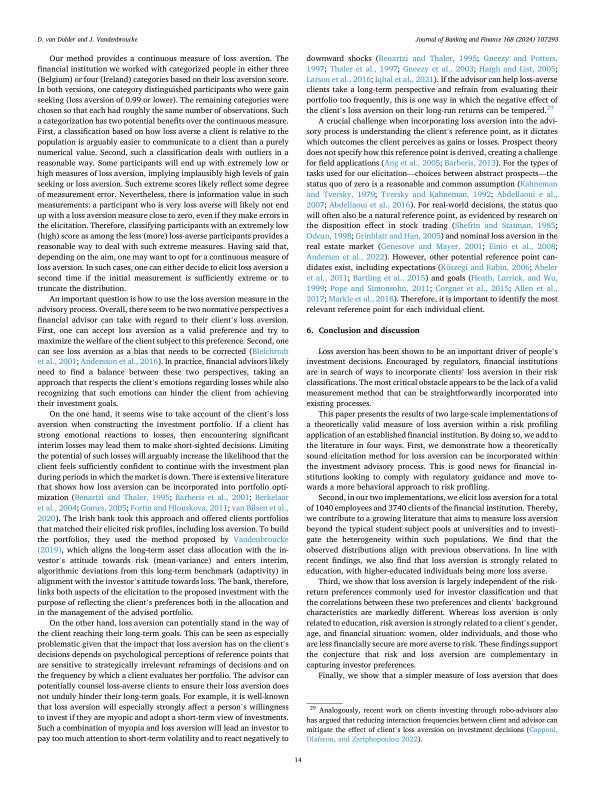 D. van Dolder and J. Vandenbroucke
Journal of Banking and Finance 168 (2024) 107293
Our method provides a continuous measure of loss aversion. The
financial institution we worked with categorized people in either three
(Belgium) or four (Ireland) categories based on their loss aversion score.
In both versions, one category distinguished participants who were gain
seeking (loss aversion of 0.99 or lower). The remaining categories were
chosen so that each had roughly the same number of observations. Such
a categorization has two potential benefits over the continuous measure.
First, a classification based on how loss averse a client is relative to the
population is arguably easier to communicate to a client than a purely
numerical value. Second, such a classification deals with outliers in a
reasonable way. Some participants will end up with extremely low or
high measures of loss aversion, implying implausibly high levels of gain
seeking or loss aversion. Such extreme scores likely reflect some degree
of measurement error. Nevertheless, there is information value in such
measurements: a participant who is very loss averse will likely not end
up with a loss aversion measure close to zero, even if they make errors in
the elicitation. Therefore, classifying participants with an extremely low
(high) score as among the less (more) loss-averse participants provides a
reasonable way to deal with such extreme measures. Having said that,
depending on the aim, one may want to opt for a continuous measure of
loss aversion. In such cases, one can either decide to elicit loss aversion a
second time if the initial measurement is sufficiently extreme or to
truncate the distribution.
An important question is how to use the loss aversion measure in the
advisory process. Overall, there seem to be two normative perspectives a
financial advisor can take with regard to their client's loss aversion.
First, one can accept loss aversion as a valid preference and try to
maximize the welfare of the client subject to this preference. Second, one
can see loss aversion as a bias that needs to be corrected (Bleichrodt
et al., 2001; Andersson et al., 2016). In practice, financial advisors likely
need to find a balance between these two perspectives, taking an
approach that respects the client's emotions regarding losses while also
recognizing that such emotions can hinder the client from achieving
their investment goals.
On the one hand, it seems wise to take account of the client's loss
aversion when constructing the investment portfolio. If a client has
strong emotional reactions to losses, then encountering significant
interim losses may lead them to make short-sighted decisions. Limiting
the potential of such losses will arguably increase the likelihood that the
client feels sufficiently confident to continue with the investment plan
during periods in which the market is down. There is extensive literature
that shows how loss aversion can be incorporated into portfolio opti-
mization (Benartzi and Thaler, 1995; Barberis et al., 2001; Berkelaar
et al., 2004; Gomes, 2005; Fortin and Hlouskova, 2011; van Bilsen et al.,
2020). The Irish bank took this approach and offered clients portfolios
that matched their elicited risk profiles, including loss aversion. To build
the portfolios, they used the method proposed by Vandenbroucke
(2019), which aligns the long-term asset class allocation with the in-
vestor's attitude towards risk (mean-variance) and enters interim,
algorithmic deviations from this long-term benchmark (adaptivity) in
alignment with the investor's attitude towards loss. The bank, therefore,
links both aspects of the elicitation to the proposed investment with the
purpose of reflecting the client's preferences both in the allocation and
in the management of the advised portfolio.
On the other hand, loss aversion can potentially stand in the way of
the client reaching their long-term goals. This can be seen as especially
problematic given that the impact that loss aversion has on the client's
decisions depends on psychological perceptions of reference points that
are sensitive to strategically irrelevant reframings of decisions and on
the frequency by which a client evaluates her portfolio. The advisor can
potentially counsel loss-averse clients to ensure their loss aversion does
not unduly hinder their long-term goals. For example, it is well-known
that loss aversion will especially strongly affect a person's willingness
to invest if they are myopic and adopt a short-term view of investments.
Such a combination of myopia and loss aversion will lead an investor to
pay too much attention to short-term volatility and to react negatively to
downward shocks (Benartzi and Thaler, 1995; Gneezy and Potters,
1997; Thaler et al., 1997; Gneezy et al., 2003; Haigh and List, 2005;
Larson et al., 2016; Iqbal et al., 2021). If the advisor can help loss-averse
clients take a long-term perspective and refrain from evaluating their
portfolio too frequently, this is one way in which the negative effect of
the client's loss aversion on their long-run returns can be tempered.29
A crucial challenge when incorporating loss aversion into the advi-
sory process is understanding the client's reference point, as it dictates
which outcomes the client perceives as gains or losses. Prospect theory
does not specify how this reference point is derived, creating a challenge
for field applications (Ang et al., 2005; Barberis, 2013). For the types of
tasks used for our elicitation—choices between abstract prospects—the
status quo of zero is a reasonable and common assumption (Kahneman
and Tversky, 1979; Tversky and Kahneman, 1992; Abdellaoui et al.,
2007; Abdellaoui et al., 2016). For real-world decisions, the status quo
will often also be a natural reference point, as evidenced by research on
the disposition effect in stock trading (Shefrin and Statman, 1985;
Odean, 1998; Grinblatt and Han, 2005) and nominal loss aversion in the
real estate market (Genesove and Mayer, 2001; Einiö et al., 2008;
Andersen et al., 2022). However, other potential reference point can-
didates exist, including expectations (Köszegi and Rabin, 2006; Abeler
et al., 2011; Bartling et al., 2015) and goals (Heath, Larrick, and Wu,
1999; Pope and Simonsohn, 2011; Corgnet et al., 2015; Allen et al.,
2017; Markle et al., 2018). Therefore, it is important to identify the most
relevant reference point for each individual client.
6. Conclusion and discussion
Loss aversion has been shown to be an important driver of people's
investment decisions. Encouraged by regulators, financial institutions
are in search of ways to incorporate clients' loss aversion in their risk
classifications. The most critical obstacle appears to be the lack of a valid
measurement method that can be straightforwardly incorporated into
existing processes.
This paper presents the results of two large-scale implementations of
a theoretically valid measure of loss aversion within a risk profiling
application of an established financial institution. By doing so, we add to
the literature in four ways. First, we demonstrate how a theoretically
sound elicitation method for loss aversion can be incorporated within
the investment advisory process. This is good news for financial in-
stitutions looking to comply with regulatory guidance and move to-
wards a more behavioral approach to risk profiling.
Second, in our two implementations, we elicit loss aversion for a total
of 1040 employees and 3740 clients of the financial institution. Thereby,
we contribute to a growing literature that aims to measure loss aversion
beyond the typical student subject pools at universities and to investi-
gate the heterogeneity within such populations. We find that the
observed distributions align with previous observations. In line with
recent findings, we also find that loss aversion is strongly related to
education, with higher-educated individuals being more loss averse.
Third, we show that loss aversion is largely independent of the risk-
return preferences commonly used for investor classification and that
the correlations between these two preferences and clients' background
characteristics are markedly different. Whereas loss aversion is only
related to education, risk aversion is strongly related to a client's gender,
age, and financial situation: women, older individuals, and those who
are less financially secure are more averse to risk. These findings support
the conjecture that risk and loss aversion are complementary in
capturing investor preferences.
Finally, we show that a simpler measure of loss aversion that does
29 Analogously, recent work on clients investing through robo-advisors also
has argued that reducing interaction frequencies between client and advisor can
mitigate the effect of client's loss aversion on investment decisions (Capponi,
Ólafsson, and Zariphopoulou 2022).
14